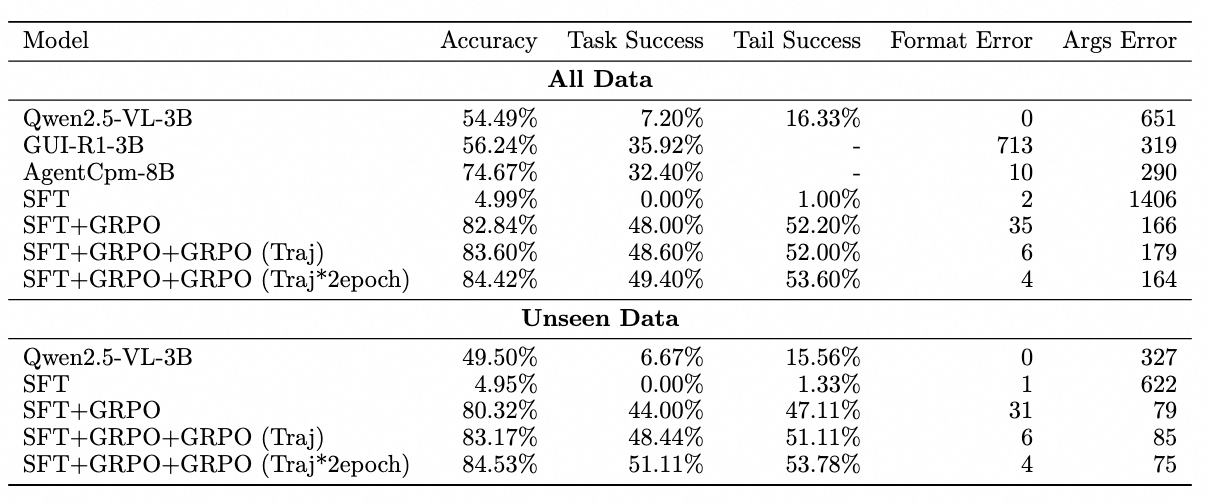 Model Accuracy Task Success Tail Success Format Error Args Error
All Data
Qwen2.5-VL-3B 54.49% 7.20% 16.33% 0 651
GUI-R1-3B 56.24% 35.92% - 713 319
AgentCpm-8B 74.67% 32.40% - 10 290
SFT 4.99% 0.00% 1.00% 2 1406
SFT+GRPO 82.84% 48.00% 52.20% 35 166
SFT+GRPO+GRPO (Traj) 83.60% 48.60% 52.00% 6 179
SFT+GRPO+GRPO (Traj*2epoch) 84.42% 49.40% 53.60% 4 164
Unseen Data
Qwen2.5-VL-3B 49.50% 6.67% 15.56% 0 327
SFT 4.95% 0.00% 1.33% 1 622
SFT+GRPO 80.32% 44.00% 47.11% 31 79
SFT+GRPO+GRPO (Traj) 83.17% 48.44% 51.11% 6 85
SFT+GRPO+GRPO (Traj*2epoch) 84.53% 51.11% 53.78% 4 75